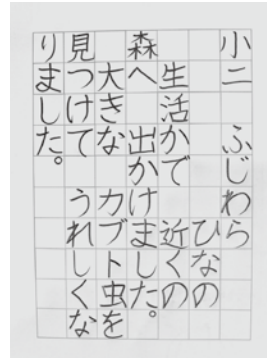 小二 ふじわら
ひなの
生活かで 近くの
森へ 出かけました。
大きな カブト虫を
見つけて うれしくな
りました。